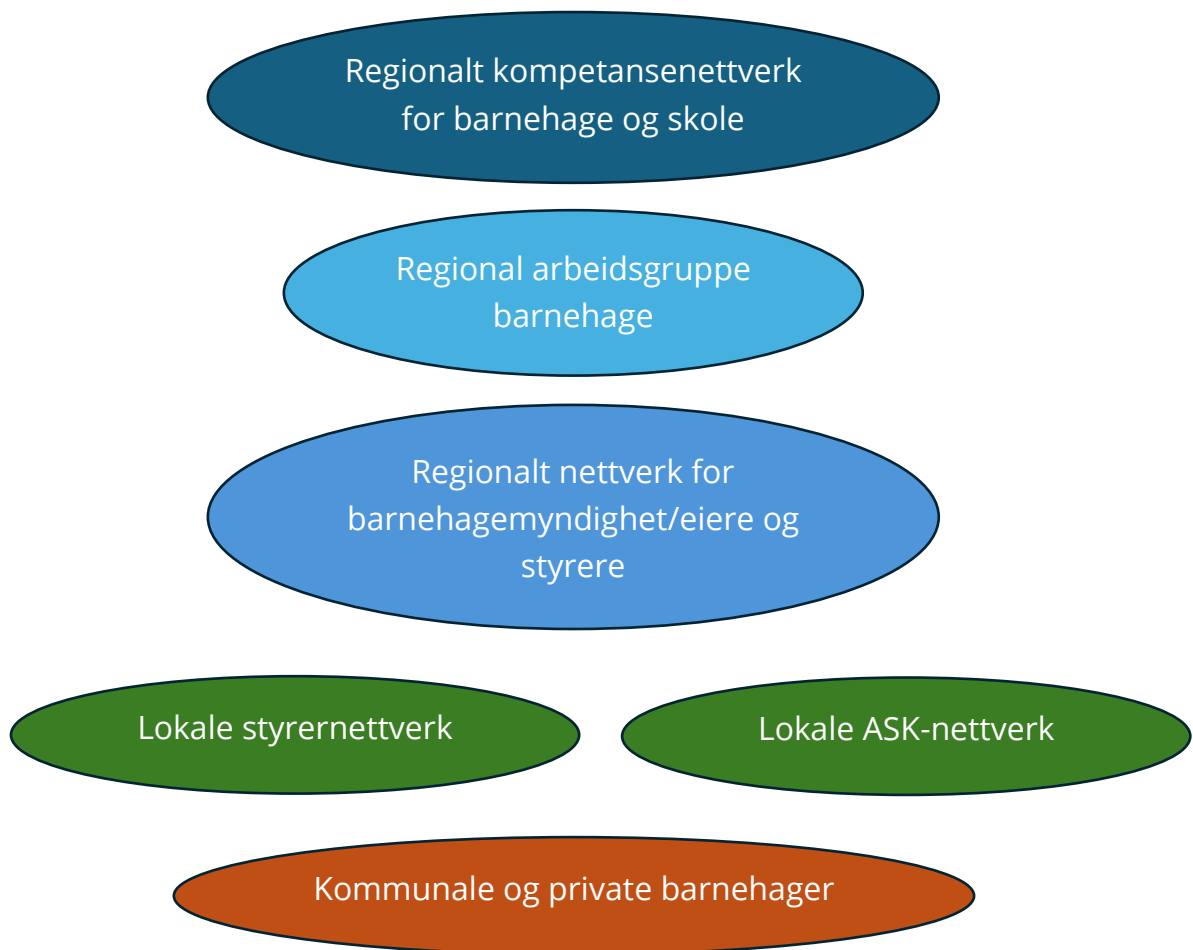 Regionalt kompetansenettverk
for barnehage og skole
Regional arbeidsgruppe
barnehage
Regionalt nettverk for
barnehagemyndighet/eiere og
styrere
Lokale styrernettverk
Lokale ASK-nettverk
Kommunale og private barnehager